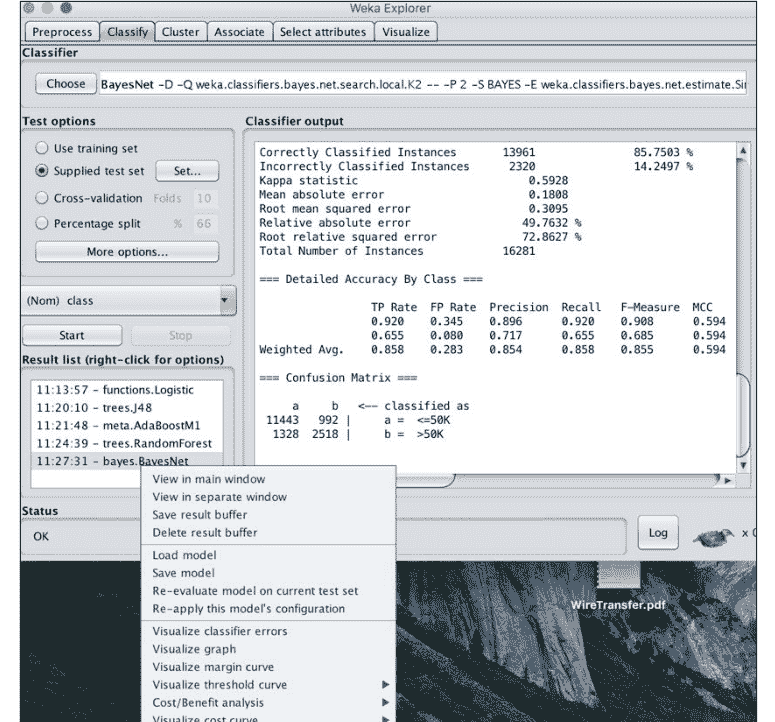 Weka Explorer
Preprocess Classify Cluster Associate Select attributes Visualize
Classifier
Choose BayesNet -D -Q weka.classifiers.bayes.net.search.local.K2 -- -P 2 -S BAYES -E weka.classifiers.bayes.net.estimate.Si
Test options
Use training set
Supplied test set Set...
Cross-validation Folds 10
Percentage split % 66
More options...
(Nom) class
Start Stop
Result list (right-click for options)
11:13:57 - functions.Logistic
11:20:10 - trees.J48
11:21:48 - meta.AdaBoostM1
11:24:39 - trees.RandomForest
11:27:31 - bayes.BayesNet
Classifier output
Correctly Classified Instances 13961 85.7503 %
Incorrectly Classified Instances 2320 14.2497 %
Kappa statistic 0.5928
Mean absolute error 0.1808
Root mean squared error 0.3095
Relative absolute error 49.7632 %
Root relative squared error 72.8627 %
Total Number of Instances 16281
=== Detailed Accuracy By Class ===
TP Rate FP Rate Precision Recall F-Measure MCC
0.920 0.345 0.896 0.920 0.908 0.594
0.655 0.080 0.717 0.655 0.685 0.594
Weighted Avg. 0.858 0.283 0.854 0.858 0.855 0.594
=== Confusion Matrix ===
a b <-- classified as
11443 992 | a = <=50K
1328 2518 | b = >50K
View in main window
View in separate window
Save result buffer
Delete result buffer
Load model
Save model
Re-evaluate model on current test set
Re-apply this model's configuration
Visualize classifier errors
Visualize graph
Visualize margin curve
Visualize threshold curve
Cost/Benefit analysis
Visualize cost curve
Status
OK
Log x
WireTransfer.pdf